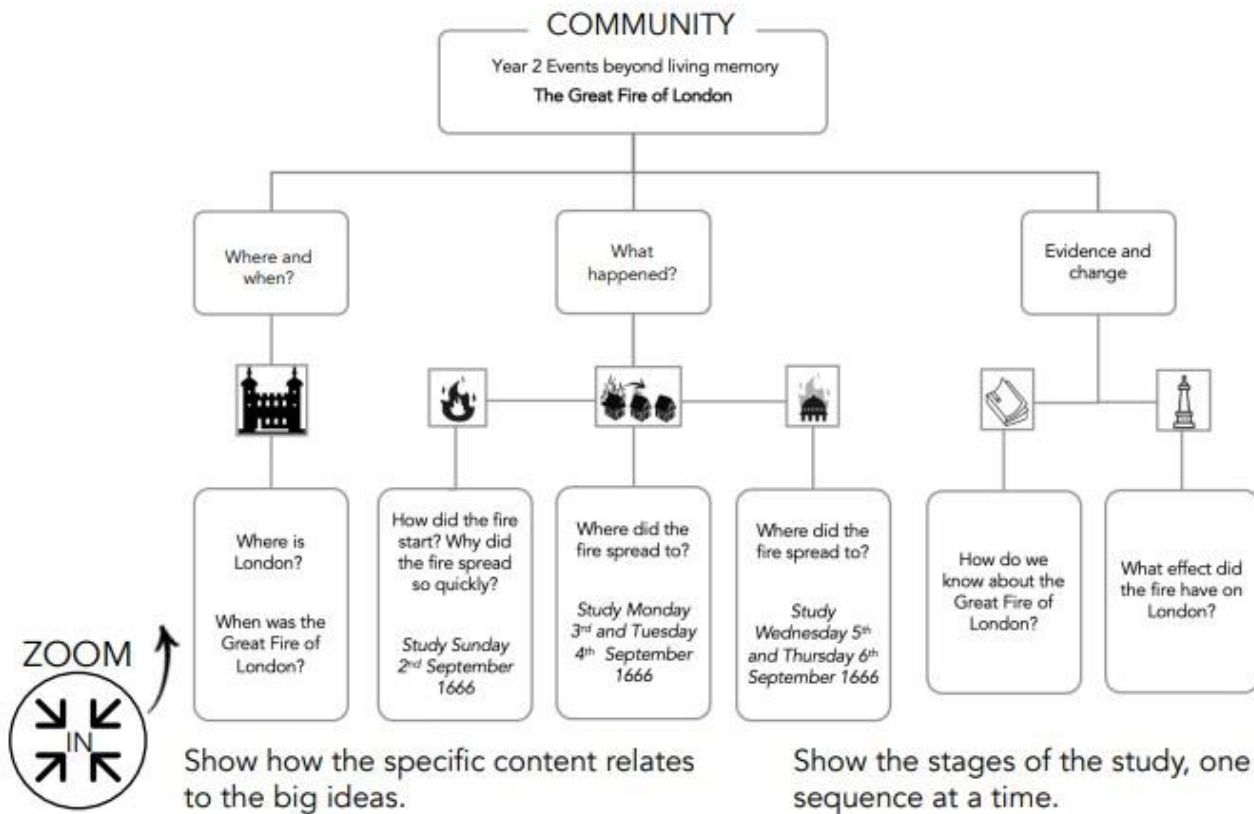 COMMUNITY
Year 2 Events beyond living memory
The Great Fire of London
Where and
when?
What
happened?
Evidence and
change
Where is
London?
When was the
Great Fire of
London?
How did the fire
start? Why did
the fire spread
so quickly?
Study Sunday
2nd September
1666
Where did the
fire spread to?
Study Monday
3rd and Tuesday
4th September
1666
Where did the
fire spread to?
Study
Wednesday 5th
and Thursday 6th
September 1666
How do we
know about the
Great Fire of
London?
What effect did
the fire have on
London?
ZOOM
IN
Show how the specific content relates
to the big ideas.
Show the stages of the study, one
sequence at a time.